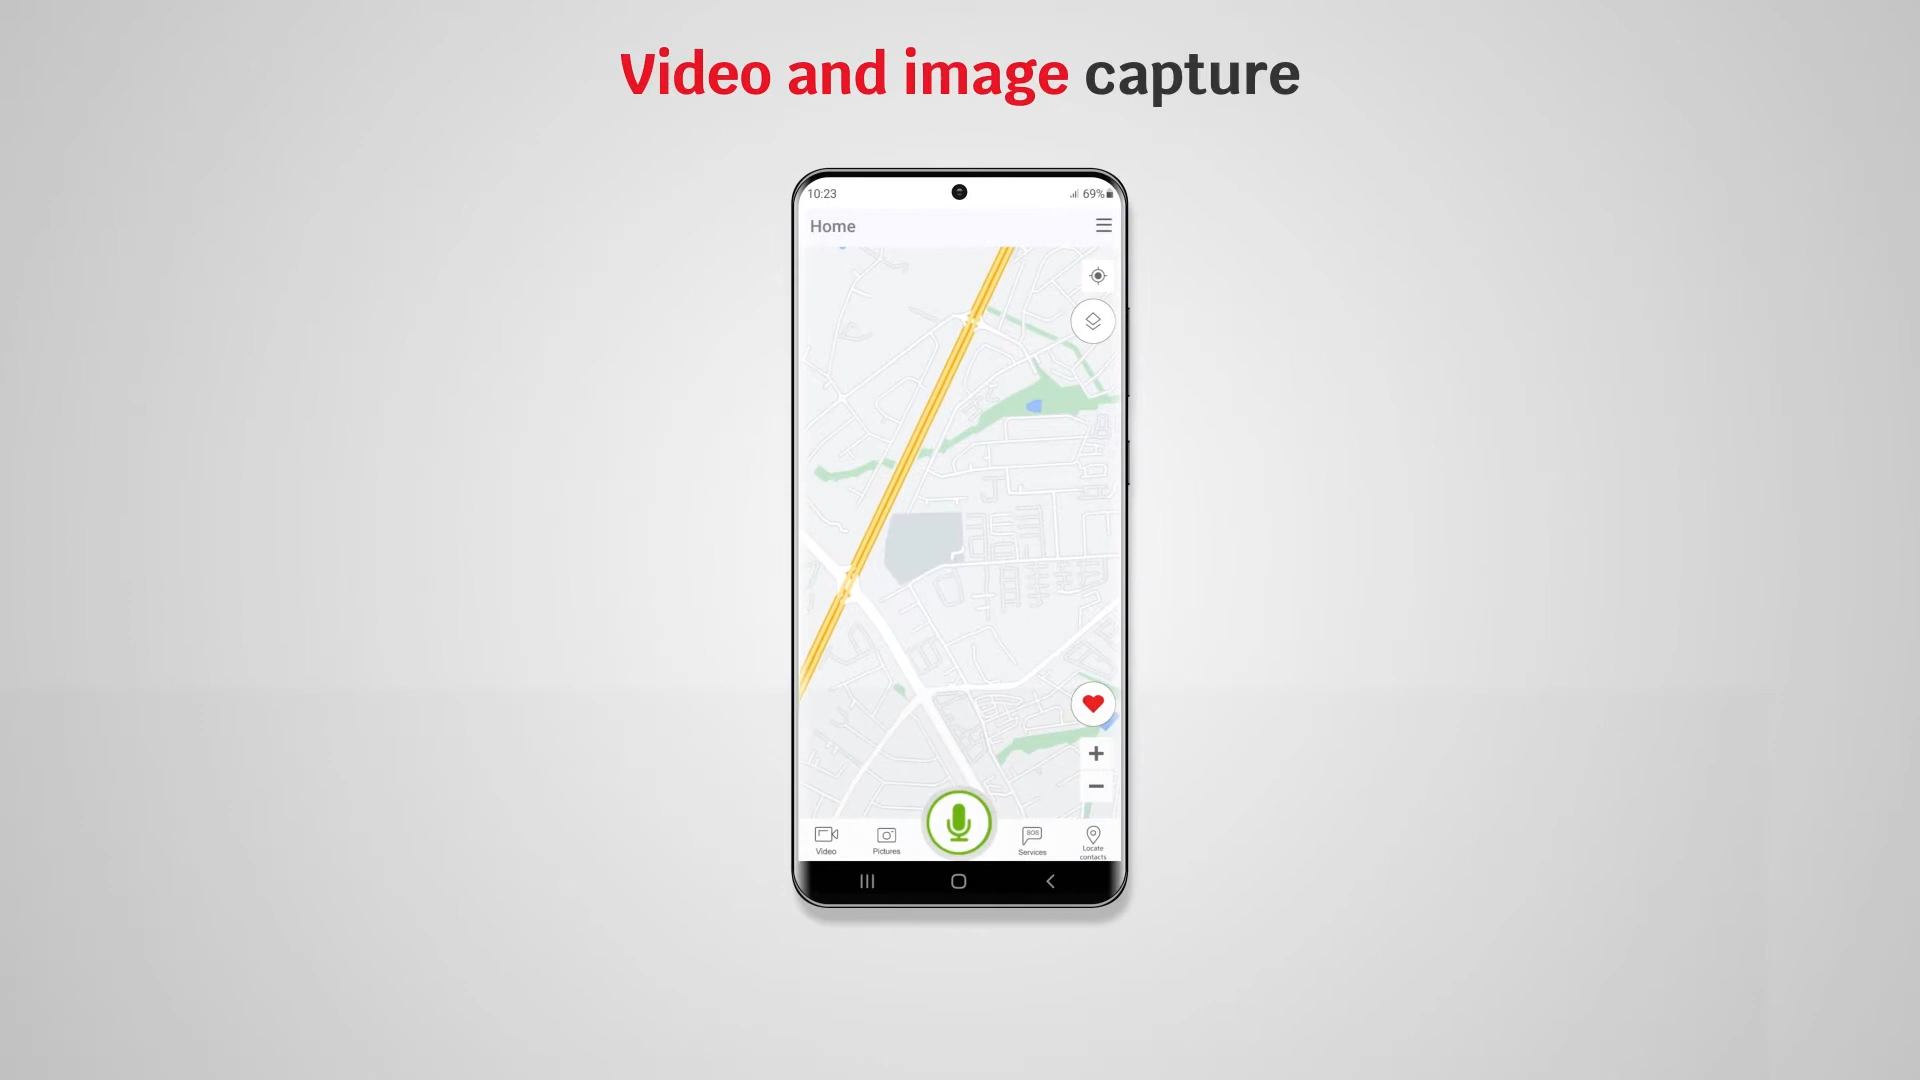 Video and image capture
10:23
69%
Home
Video
Pictures
SOS
Services
Locate
contacts